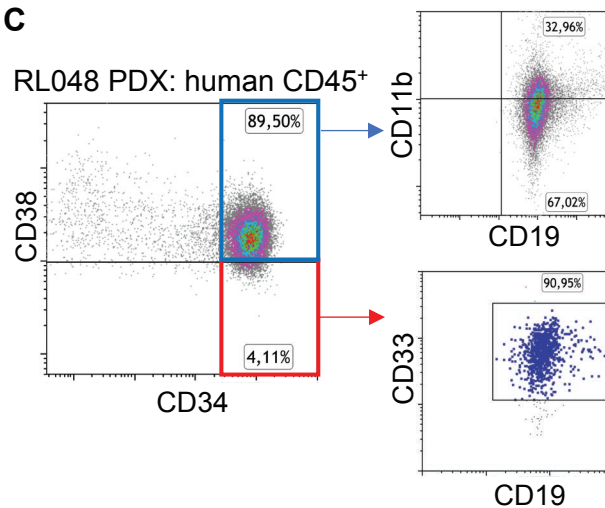 C
RL048 PDX: human CD45⁺
89,50%
CD38
4,11%
CD34
32,96%
CD11b
67,02%
CD19
90,95%
CD33
CD19